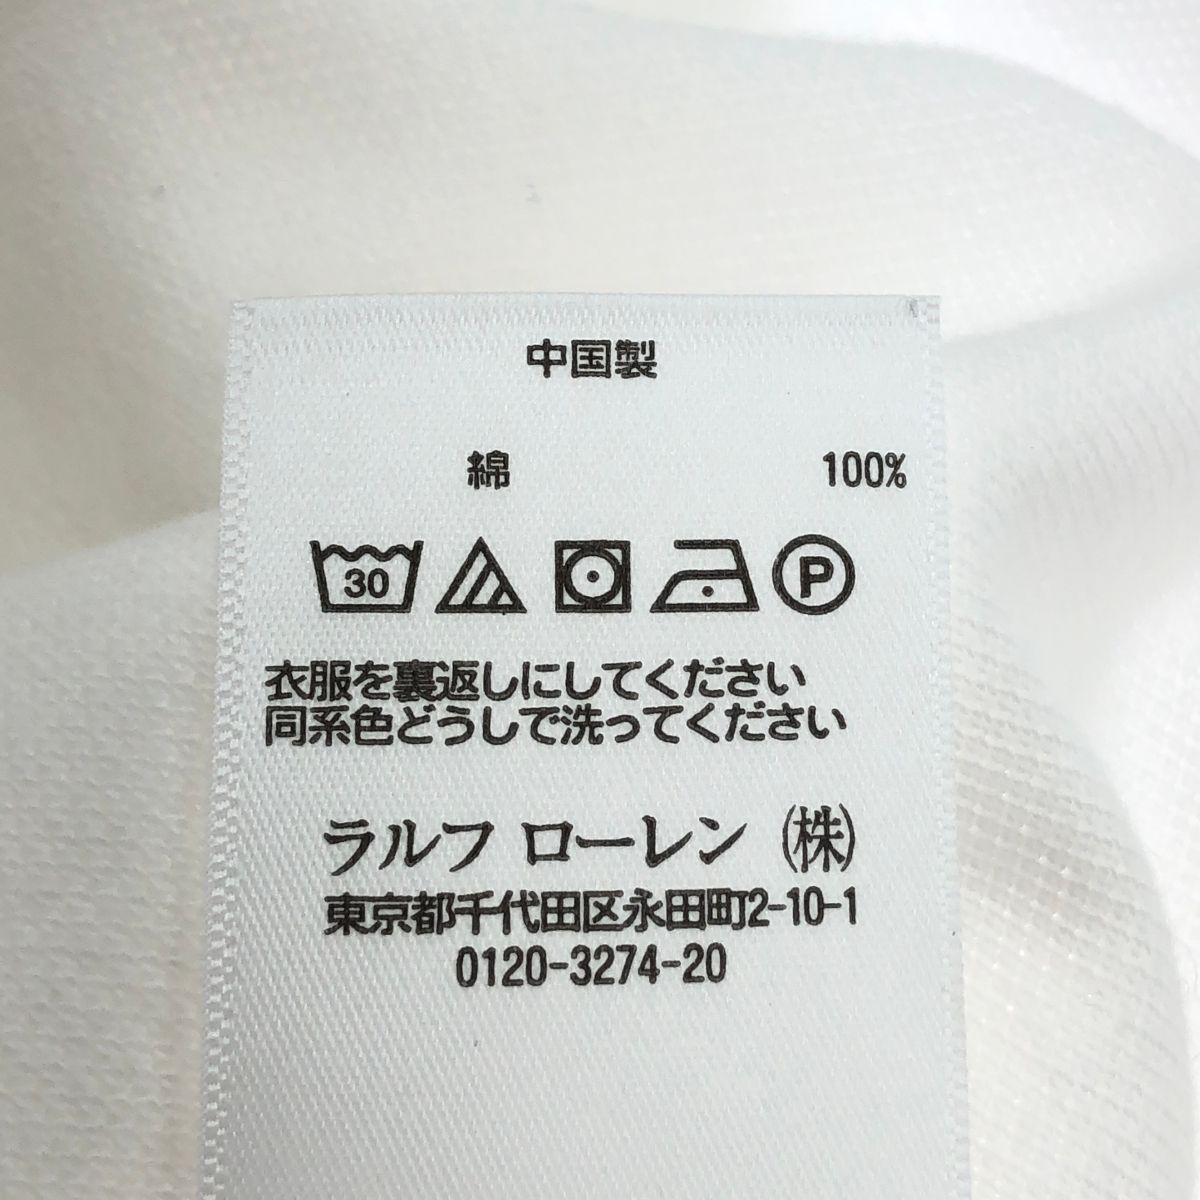 中国製
綿 100%
30 P
衣服を裏返しにしてください
同系色どうしで洗ってください
ラルフ ローレン (株)
東京都千代田区永田町2-10-1
0120-3274-20